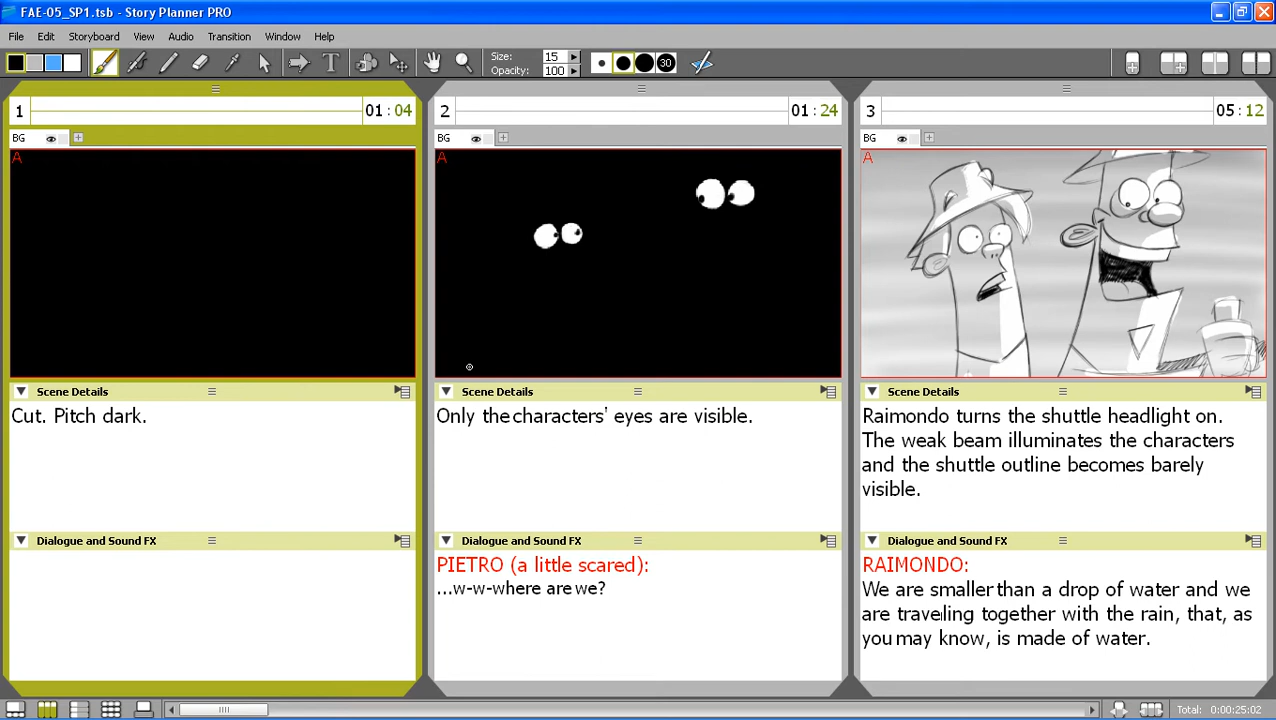 FAE-05_SP1.tsb - Story Planner PRO
File Edit Storyboard View Audio Transition Window Help
Size: 15
Opacity: 100
30
1 01 : 04
2 01 : 24
3 05 : 12
BG
BG
BG
A
A
A
Scene Details
Scene Details
Scene Details
Cut. Pitch dark.
Only the characters' eyes are visible.
Raimondo turns the shuttle headlight on.
The weak beam illuminates the characters
and the shuttle outline becomes barely
visible.
Dialogue and Sound FX
Dialogue and Sound FX
Dialogue and Sound FX
PIETRO (a little scared):
...w-w-where are we?
RAIMONDO:
We are smaller than a drop of water and we
are traveling together with the rain, that, as
you may know, is made of water.
Total: 0:00:25:02